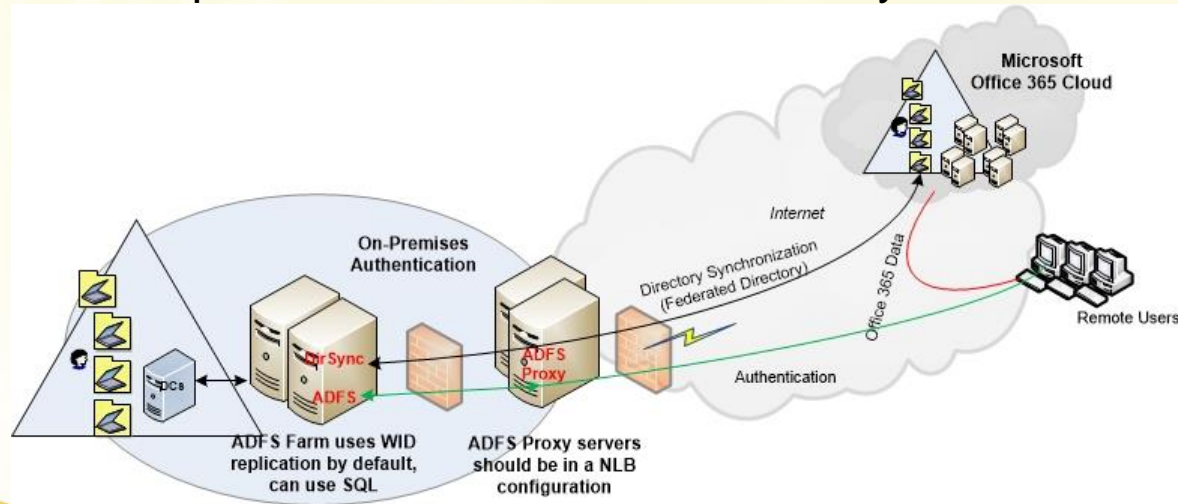 Microsoft
Office 365 Cloud
Internet
On-Premises
Authentication
Directory Synchronization
(Federated Directory)
Office 365 Data
Remote Users
DirSync
ADFS
Proxy
DCs
ADFS
Authentication
ADFS Farm uses WID
replication by default,
can use SQL
ADFS Proxy servers
should be in a NLB
configuration